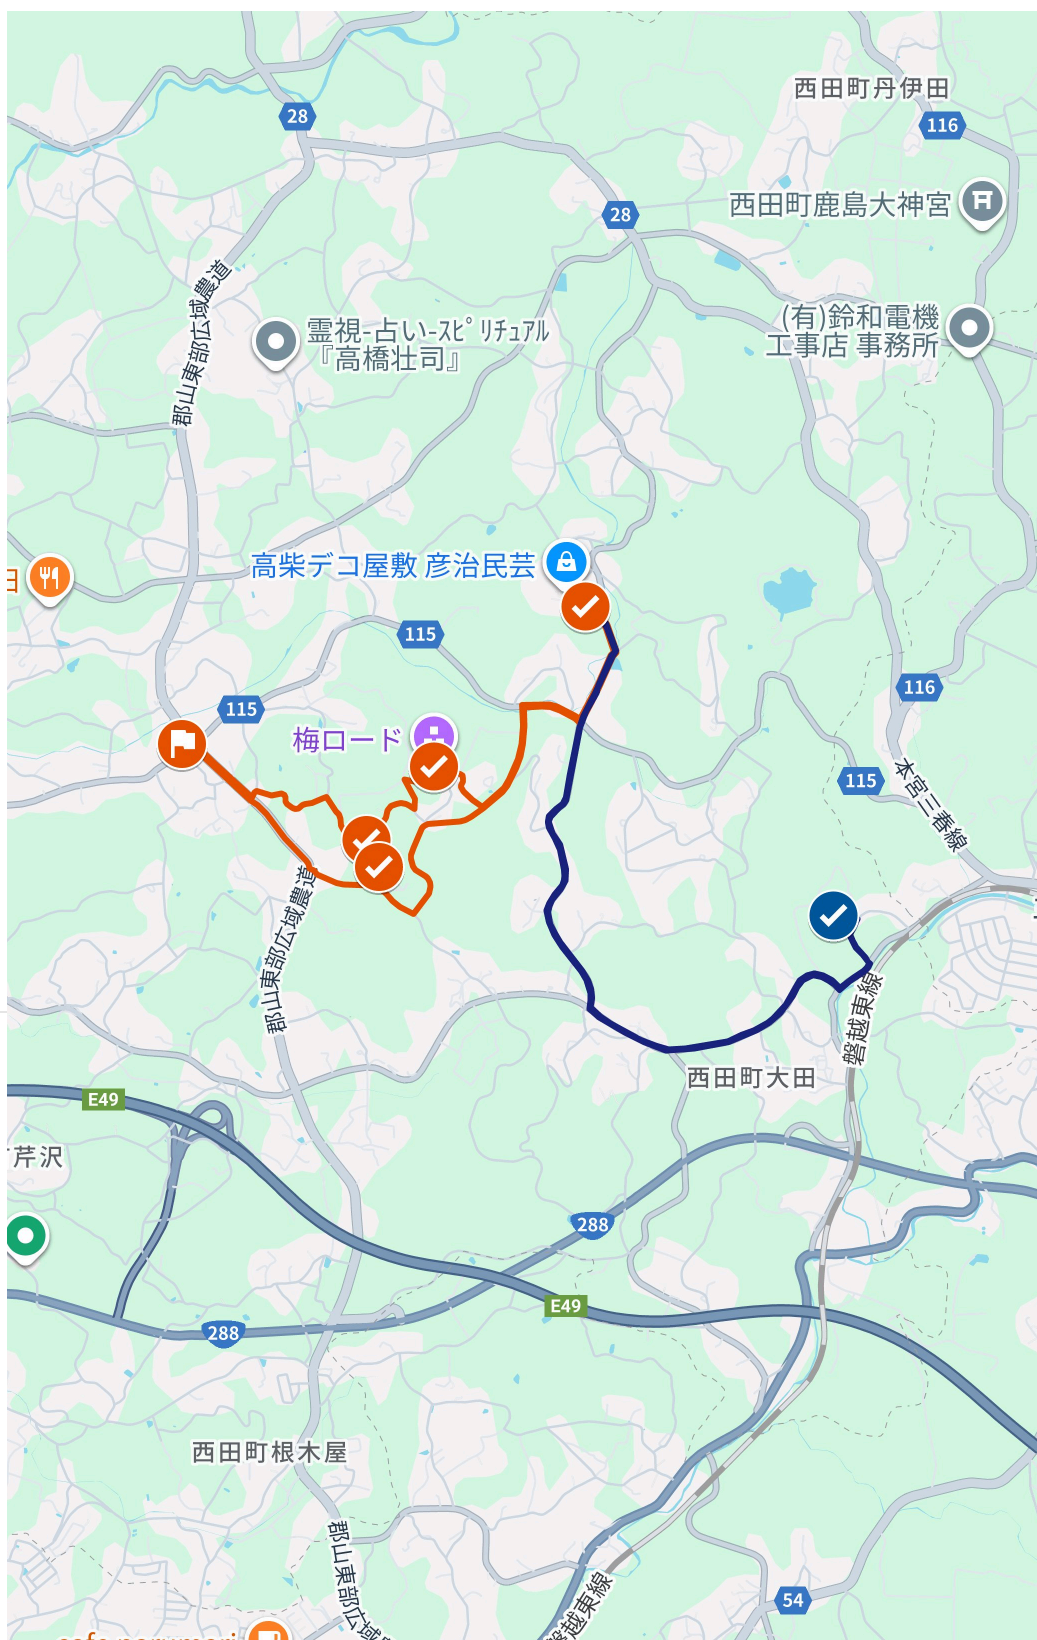 西田町丹伊田
28
116
西田町鹿島大神宮
28
郡山東部広域農道
(有)鈴和電機
工事店 事務所
霊視-占い-スピリチュアル
『高橋壮司』
高柴デコ屋敷 彦治民芸
田
115
116
115
梅ロード
115
本宮三春線
郡山東部広域農道
磐越東線
西田町大田
E49
芹沢
288
E49
288
西田町根木屋
郡山東部広域
磐越東線
54